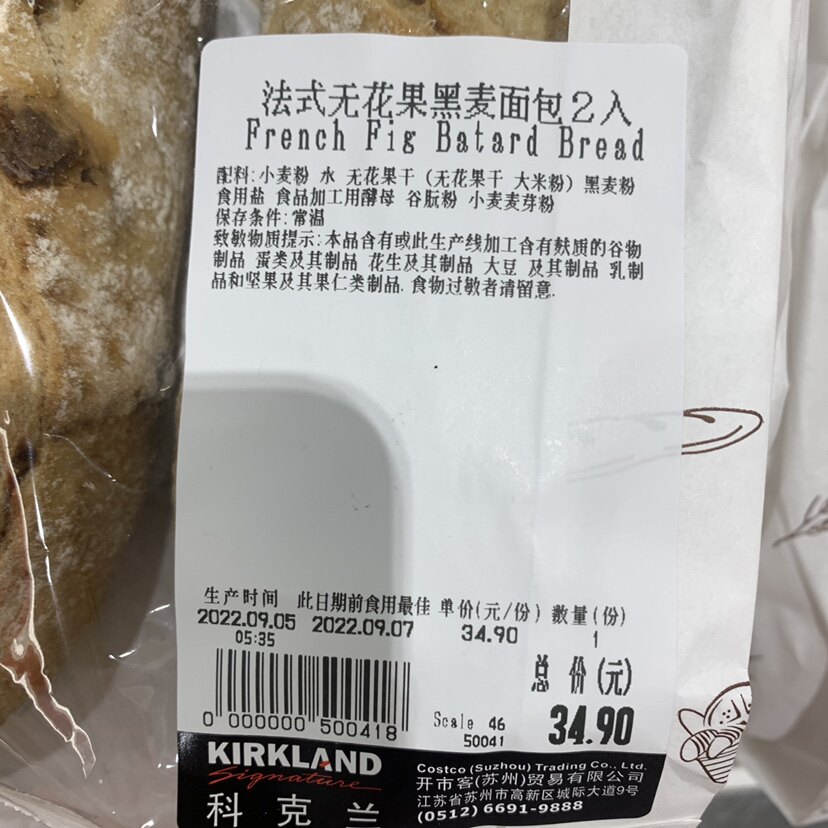 法式无花果黑麦面包2入
French Fig Batard Bread
配料:小麦粉 水 无花果干（无花果干 大米粉）黑麦粉
食用盐 食品加工用酵母 谷朊粉 小麦麦芽粉
保存条件:常温
致敏物质提示:本品含有或此生产线加工含有麸质的谷物
制品 蛋类及其制品 花生及其制品 大豆 及其制品 乳制
品和坚果及其果仁类制品.食物过敏者请留意.
生产时间 此日期前食用最佳 单价(元/份) 数量(份)
2022.09.05 2022.09.07 34.90 1
05:35
总 价(元)
34.90
0 000000 500418
Scale 46
50041
KIRKLAND
Signature
科克兰
Costco (Suzhou) Trading Co., Ltd.
开市客(苏州)贸易有限公司
江苏省苏州市高新区城际大道9号
(0512) 6691-9888